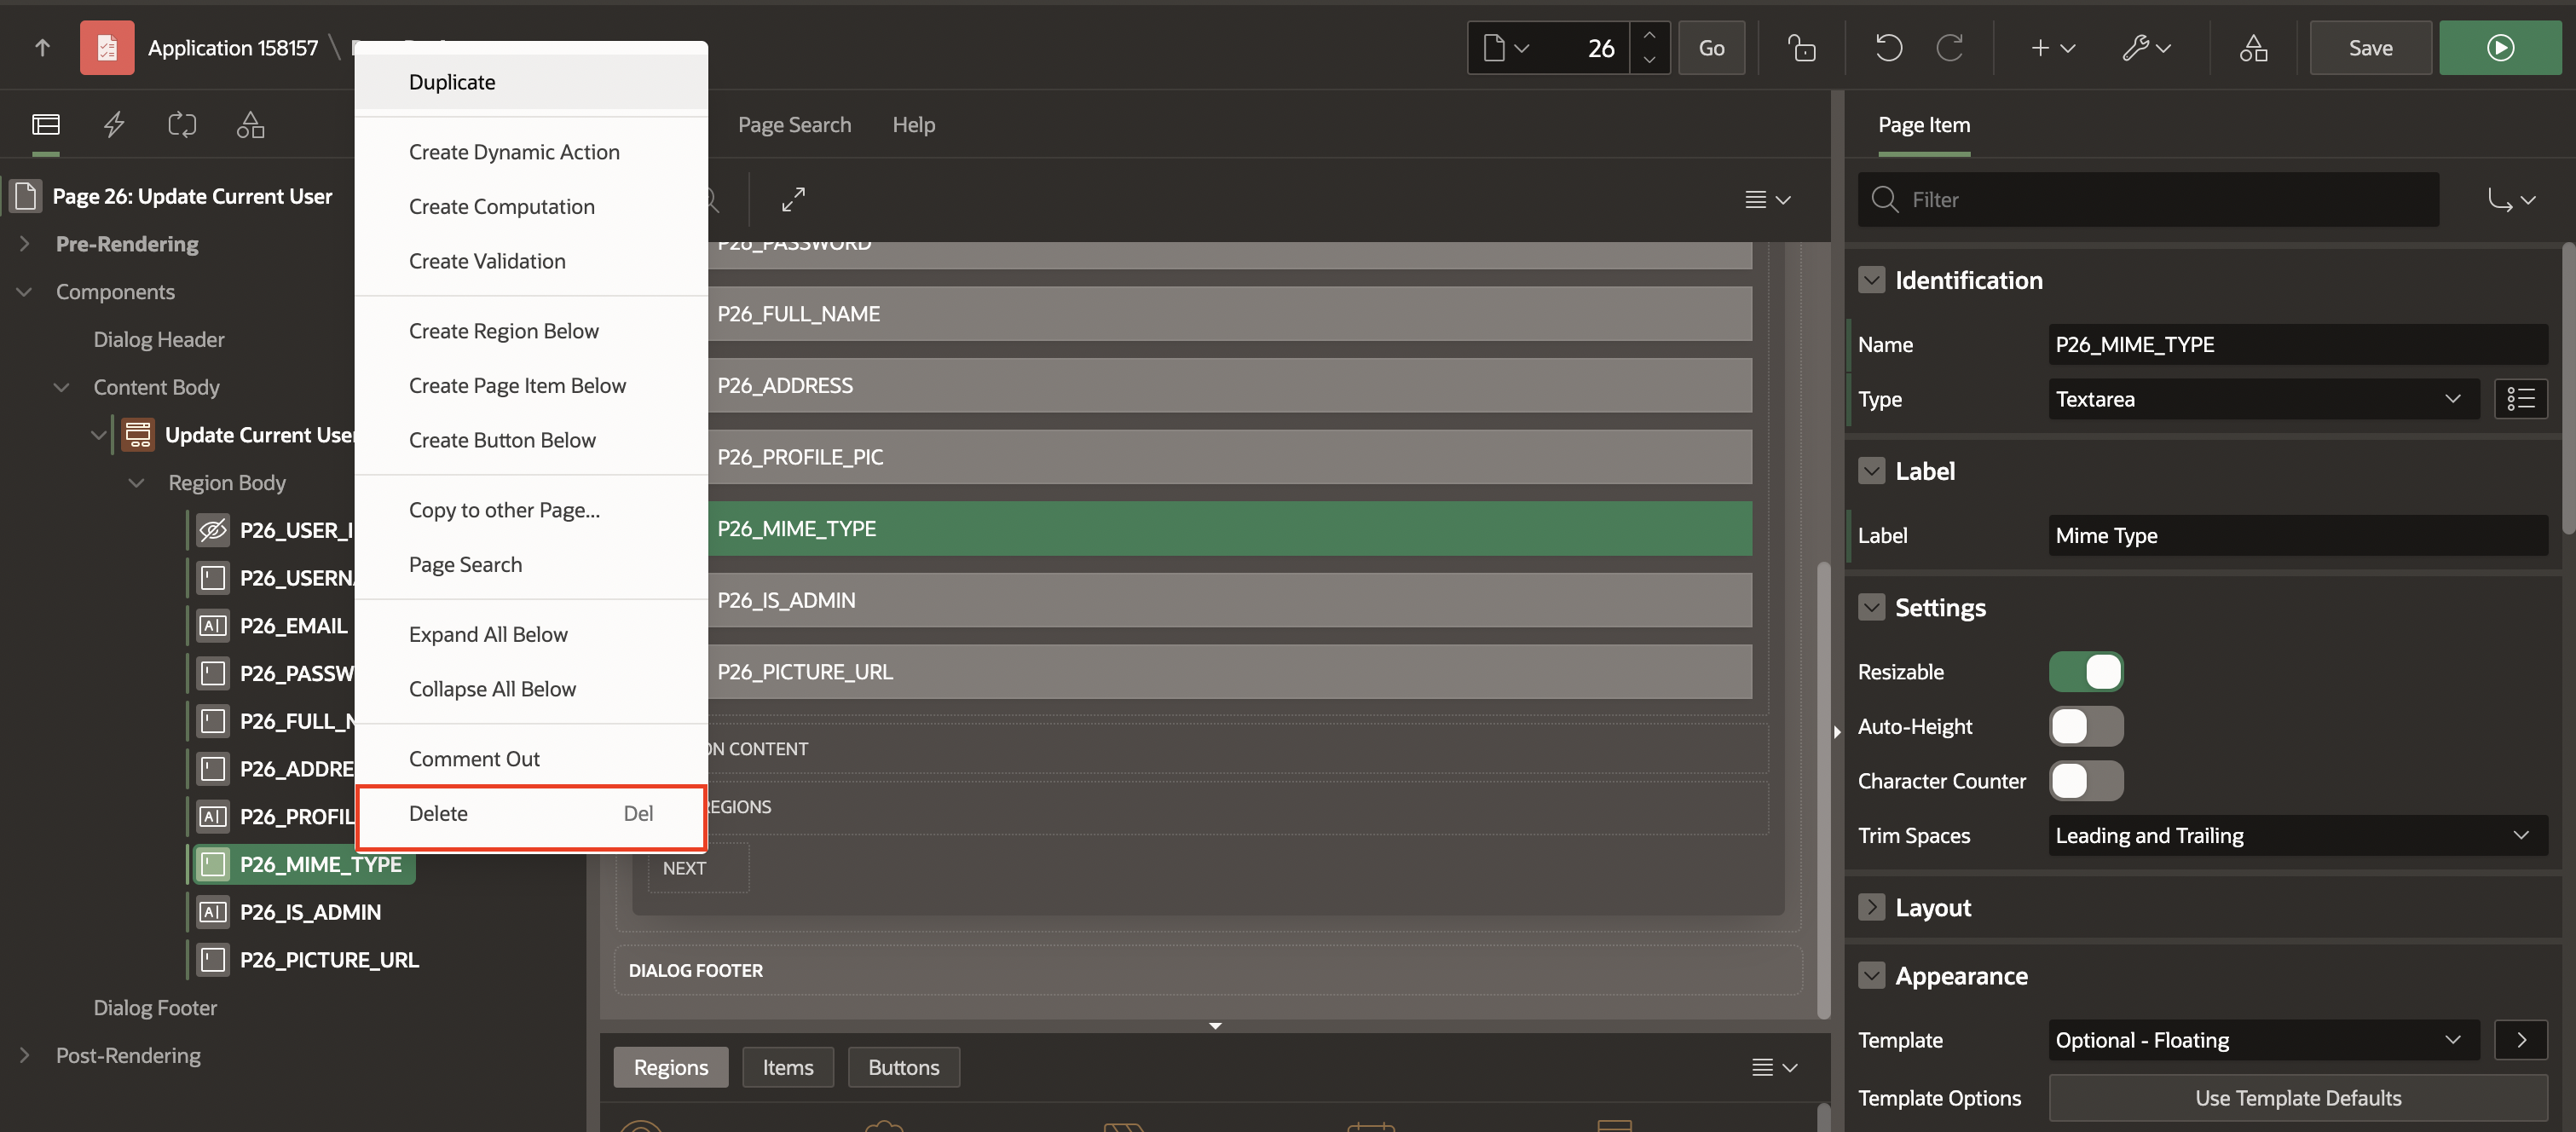 Application 158157 \
26
Go
Save
Page Search
Help
Page Item
Page 26: Update Current User
Pre-Rendering
Components
Dialog Header
Content Body
Update Current User
Region Body
P26_USER_I
P26_USERNA
P26_EMAIL
P26_PASSW
P26_FULL_N
P26_ADDRE
P26_PROFIL
P26_MIME_TYPE
P26_IS_ADMIN
P26_PICTURE_URL
Dialog Footer
Post-Rendering
Duplicate
Create Dynamic Action
Create Computation
Create Validation
Create Region Below
Create Page Item Below
Create Button Below
Copy to other Page...
Page Search
Expand All Below
Collapse All Below
Comment Out
Delete Del
P26_PASSWORD
P26_FULL_NAME
P26_ADDRESS
P26_PROFILE_PIC
P26_MIME_TYPE
P26_IS_ADMIN
P26_PICTURE_URL
ON CONTENT
REGIONS
NEXT
DIALOG FOOTER
Regions
Items
Buttons
Filter
Identification
Name P26_MIME_TYPE
Type Textarea
Label
Label Mime Type
Settings
Resizable
Auto-Height
Character Counter
Trim Spaces Leading and Trailing
Layout
Appearance
Template Optional - Floating
Template Options Use Template Defaults